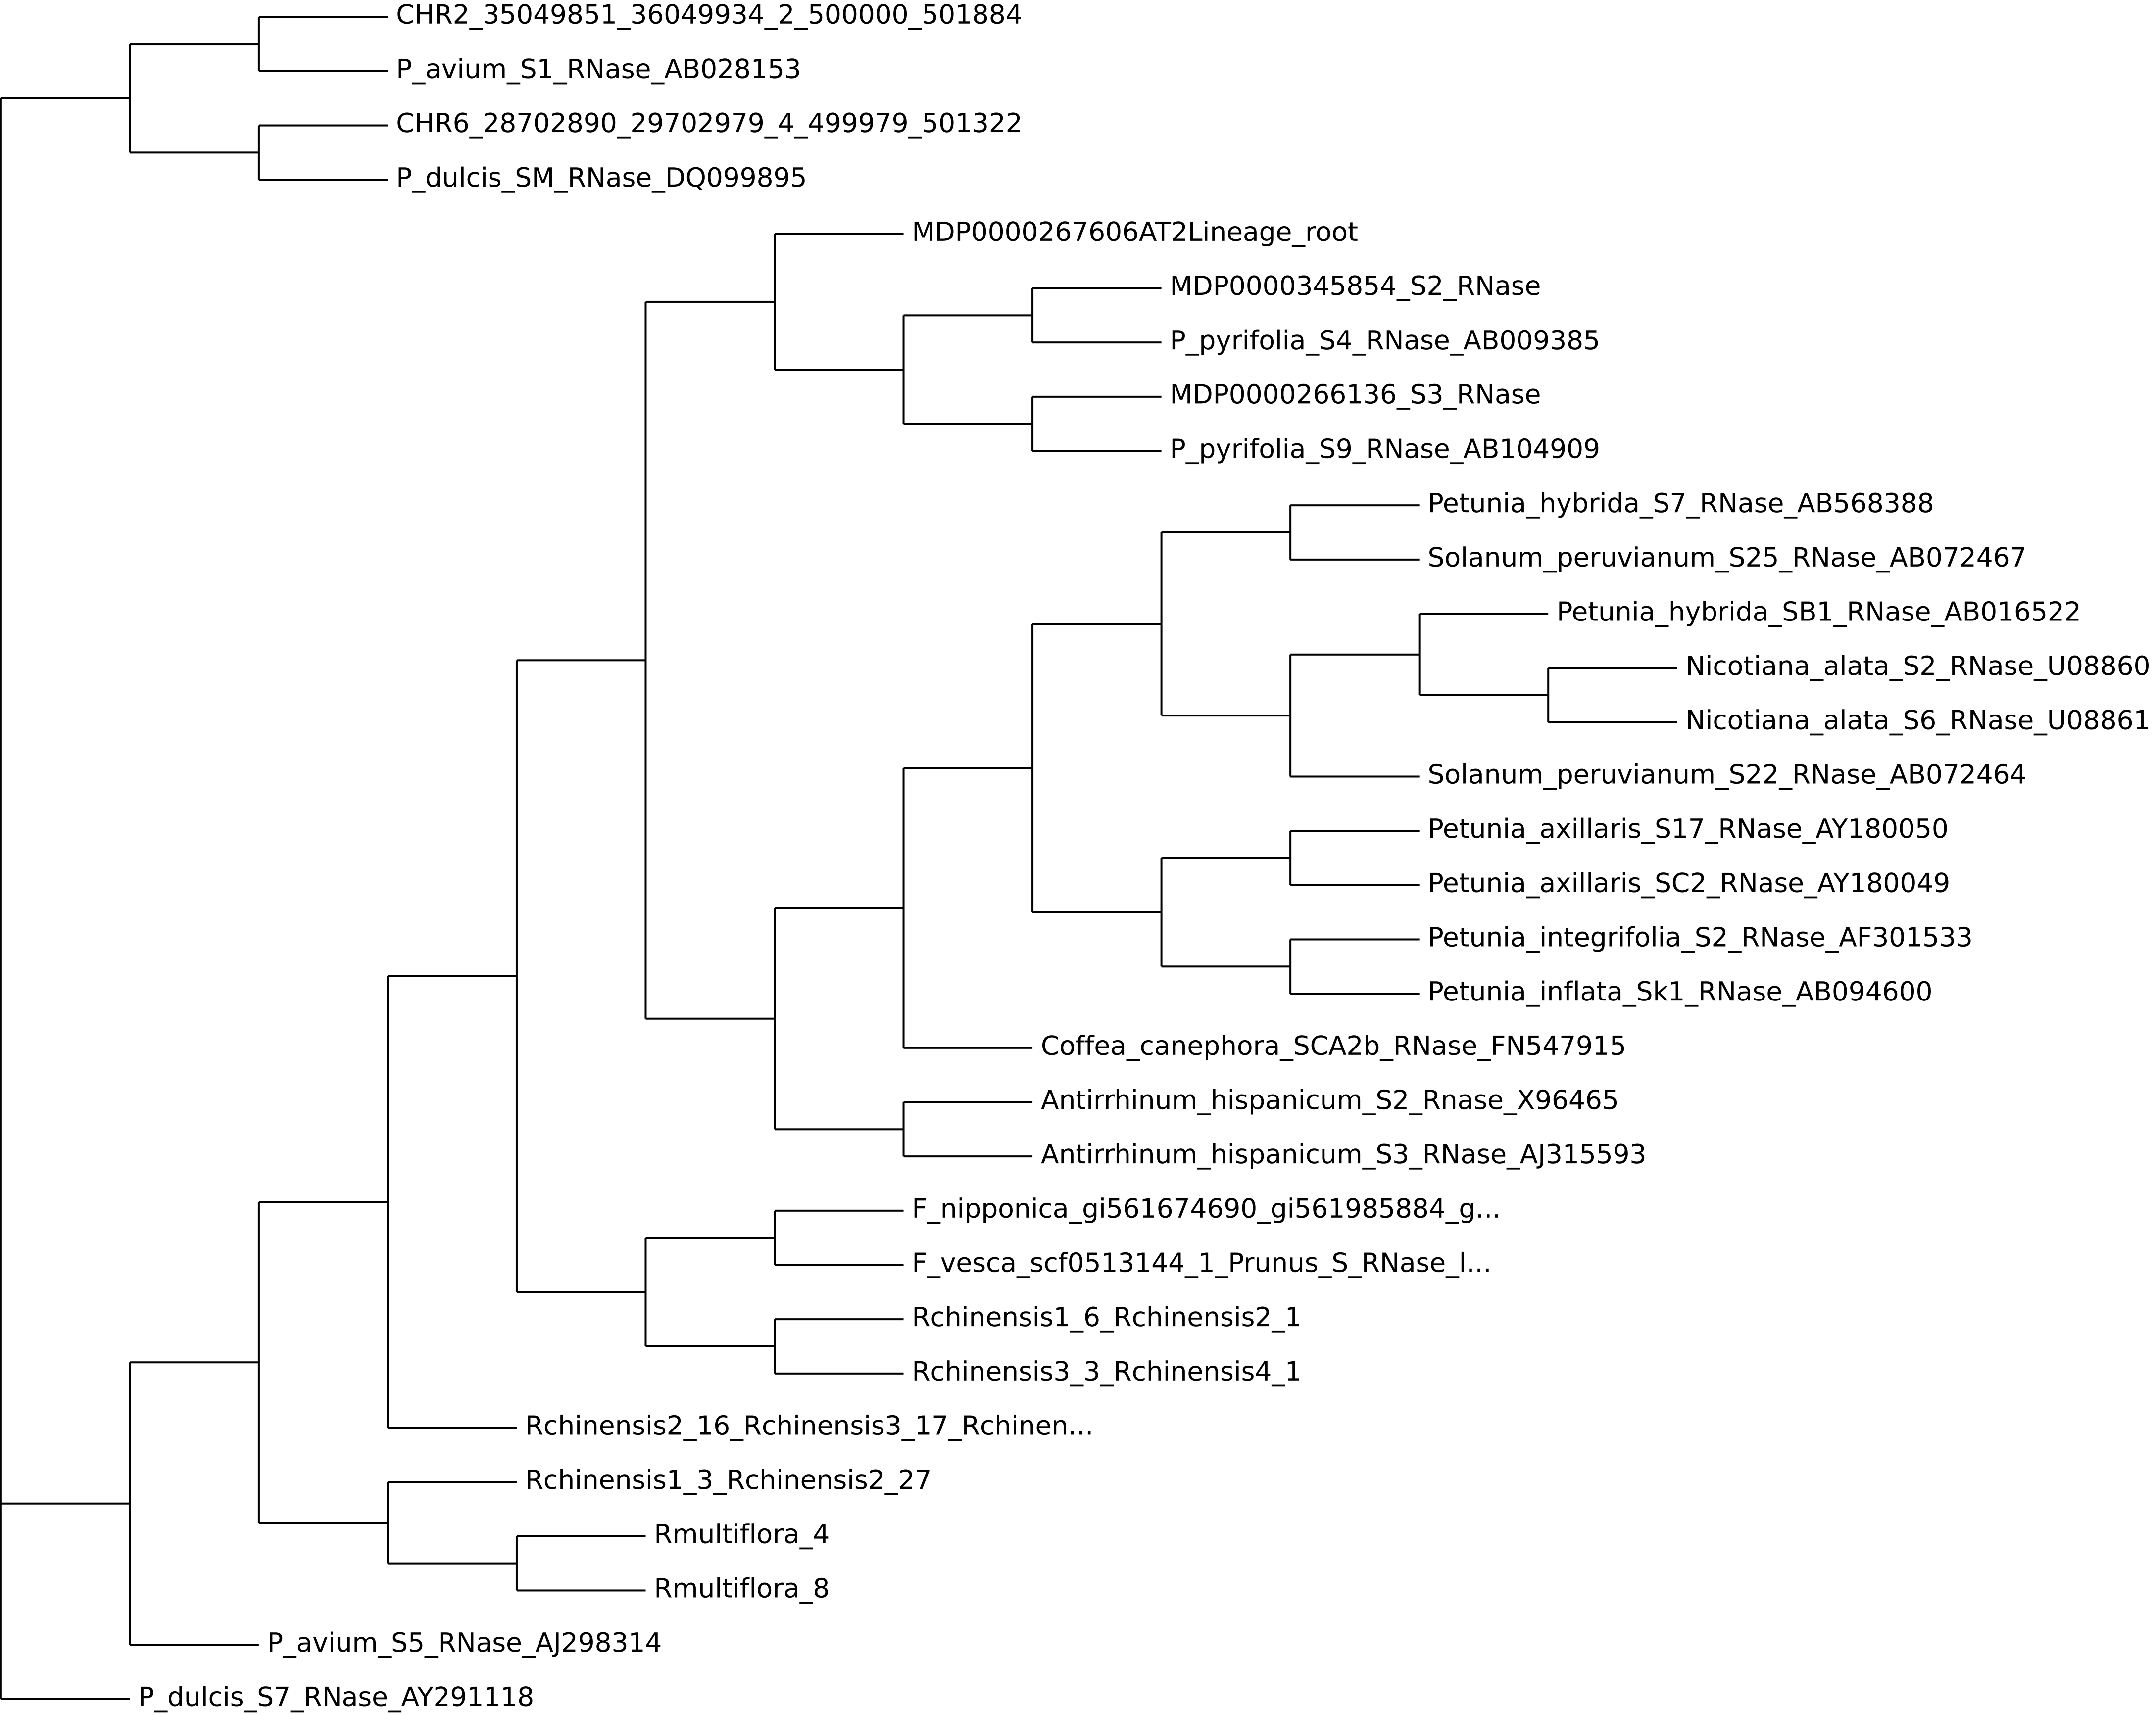 CHR2_35049851_36049934_2_500000_501884
P_avium_S1_RNase_AB028153
CHR6_28702890_29702979_4_499979_501322
P_dulcis_SM_RNase_DQ099895
MDP0000267606AT2Lineage_root
MDP0000345854_S2_RNase
P_pyrifolia_S4_RNase_AB009385
MDP0000266136_S3_RNase
P_pyrifolia_S9_RNase_AB104909
Petunia_hybrida_S7_RNase_AB568388
Solanum_peruvianum_S25_RNase_AB072467
Petunia_hybrida_SB1_RNase_AB016522
Nicotiana_alata_S2_RNase_U08860
Nicotiana_alata_S6_RNase_U08861
Solanum_peruvianum_S22_RNase_AB072464
Petunia_axillaris_S17_RNase_AY180050
Petunia_axillaris_SC2_RNase_AY180049
Petunia_integrifolia_S2_RNase_AF301533
Petunia_inflata_Sk1_RNase_AB094600
Coffea_canephora_SCA2b_RNase_FN547915
Antirrhinum_hispanicum_S2_Rnase_X96465
Antirrhinum_hispanicum_S3_RNase_AJ315593
F_nipponica_gi561674690_gi561985884_g...
F_vesca_scf0513144_1_Prunus_S_RNase_l...
Rchinensis1_6_Rchinensis2_1
Rchinensis3_3_Rchinensis4_1
Rchinensis2_16_Rchinensis3_17_Rchinen...
Rchinensis1_3_Rchinensis2_27
Rmultiflora_4
Rmultiflora_8
P_avium_S5_RNase_AJ298314
P_dulcis_S7_RNase_AY291118